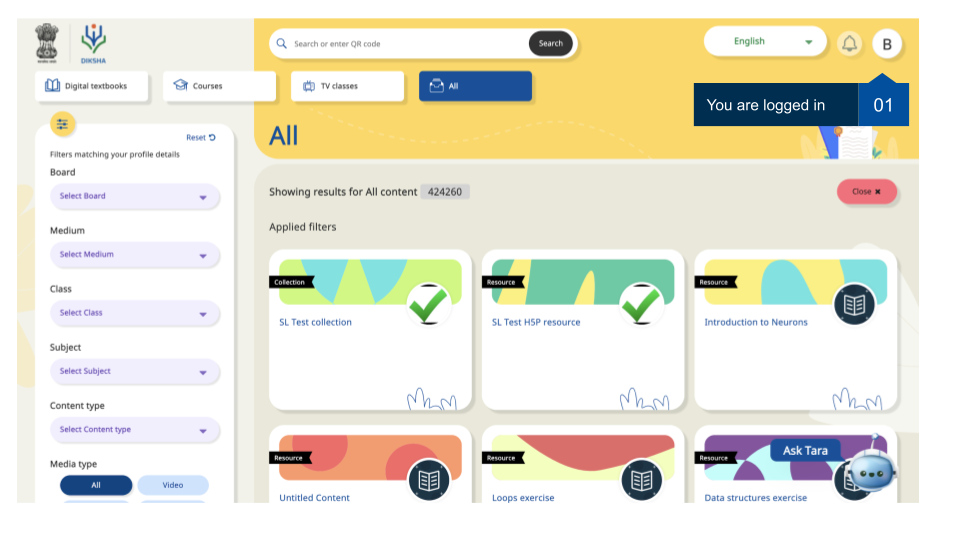 DIKSHA
Search or enter QR code
Search
English
B
Digital textbooks
Courses
TV classes
All
You are logged in
01
Reset
Filters matching your profile details
Board
Select Board
Medium
Select Medium
Class
Select Class
Subject
Select Subject
Content type
Select Content type
Media type
All
Video
All
Showing results for All content 424260
Close ✖
Applied filters
Collection
SL Test collection
Resource
SL Test H5P resource
Resource
Introduction to Neurons
Resource
Untitled Content
Resource
Loops exercise
Resource
Ask Tara
Data structures exercise